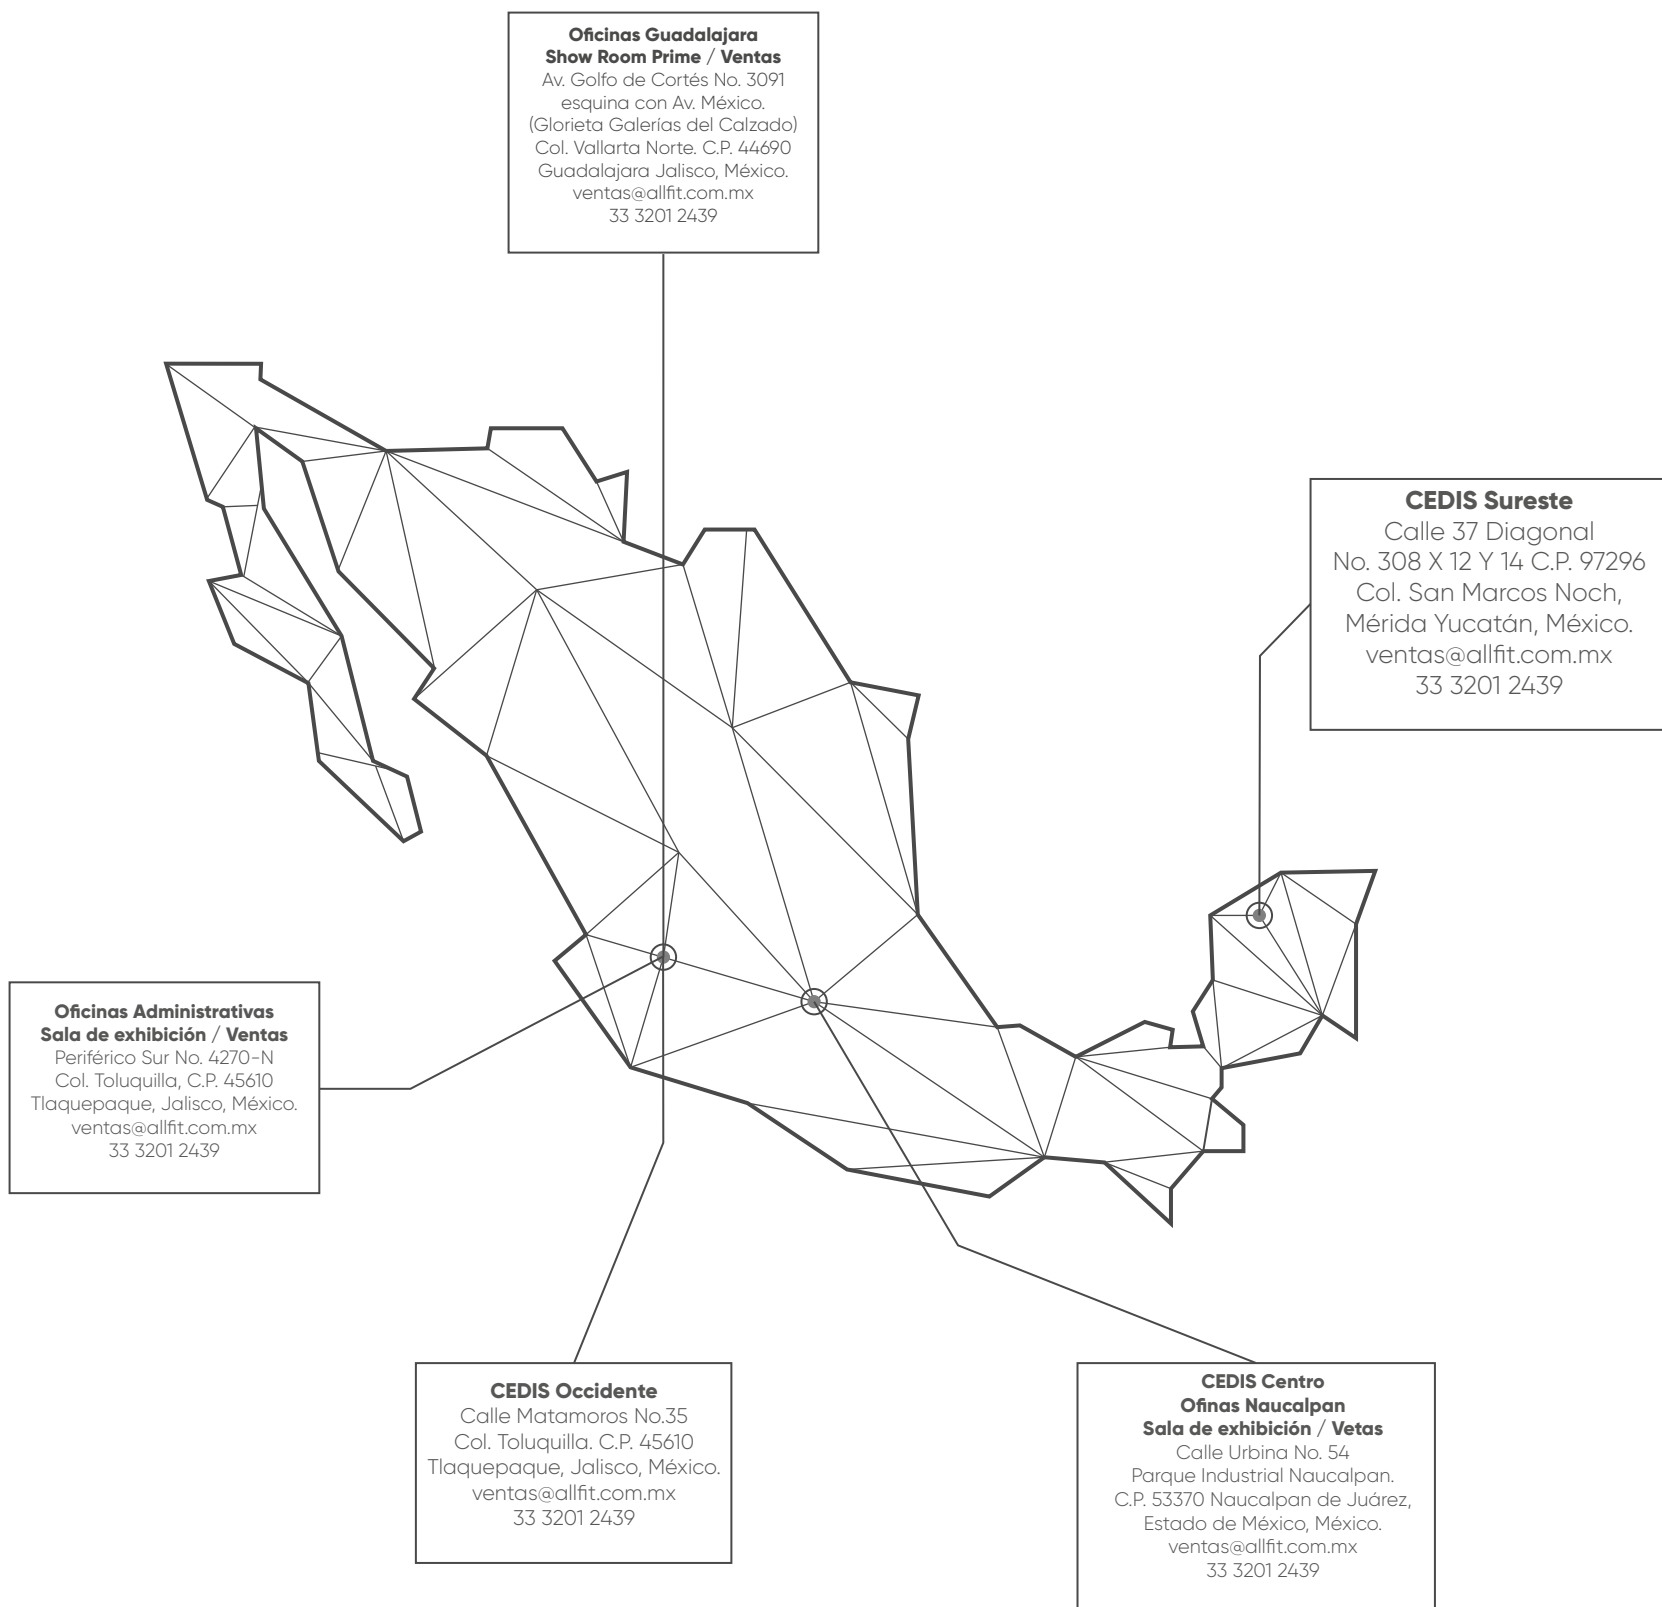 Oficinas Guadalajara
Show Room Prime / Ventas
Av. Golfo de Cortés No. 3091
esquina con Av. México.
(Glorieta Galerías del Calzado)
Col. Vallarta Norte. C.P. 44690
Guadalajara Jalisco, México.
ventas@allfit.com.mx
33 3201 2439
CEDIS Sureste
Calle 37 Diagonal
No. 308 X 12 Y 14 C.P. 97296
Col. San Marcos Noch,
Mérida Yucatán, México.
ventas@allfit.com.mx
33 3201 2439
Oficinas Administrativas
Sala de exhibición / Ventas
Periférico Sur No. 4270-N
Col. Toluquilla, C.P. 45610
Tlaquepaque, Jalisco, México.
ventas@allfit.com.mx
33 3201 2439
CEDIS Occidente
Calle Matamoros No.35
Col. Toluquilla. C.P. 45610
Tlaquepaque, Jalisco, México.
ventas@allfit.com.mx
33 3201 2439
CEDIS Centro
Ofinas Naucalpan
Sala de exhibición / Vetas
Calle Urbina No. 54
Parque Industrial Naucalpan.
C.P. 53370 Naucalpan de Juárez,
Estado de México, México.
ventas@allfit.com.mx
33 3201 2439